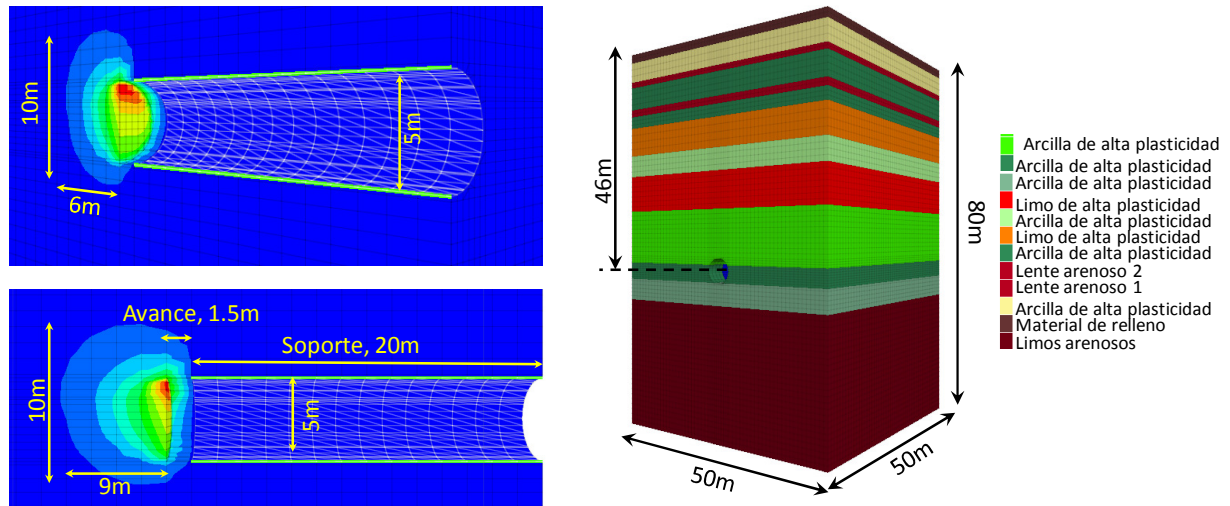 10m
5m
6m
Avance, 1.5m
Soporte, 20m
10m
5m
9m
46m
80m
50m
50m
Arcilla de alta plasticidad
Arcilla de alta plasticidad
Arcilla de alta plasticidad
Limo de alta plasticidad
Arcilla de alta plasticidad
Limo de alta plasticidad
Arcilla de alta plasticidad
Lente arenoso 2
Lente arenoso 1
Arcilla de alta plasticidad
Material de relleno
Limos arenosos